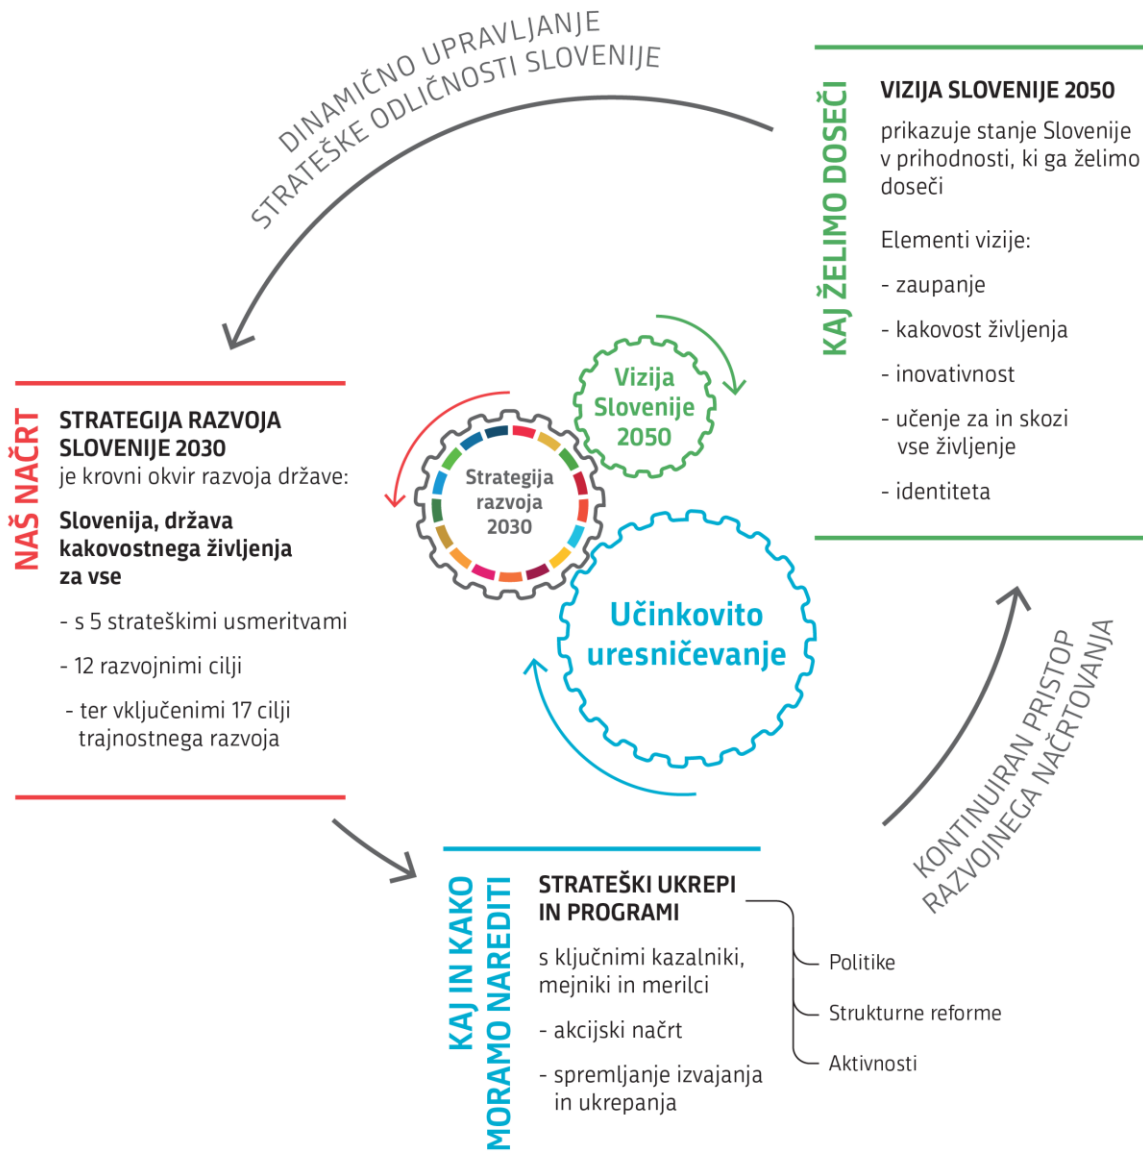 DINAMIČNO UPRAVLJANJE
STRATEŠKE ODLIČNOSTI SLOVENIJE
KAJ ŽELIMO DOSEČI
VIZIJA SLOVENIJE 2050
prikazuje stanje Slovenije
v prihodnosti, ki ga želimo
doseči
Elementi vizije:
- zaupanje
- kakovost življenja
- inovativnost
- učenje za in skozi
vse življenje
- identiteta
NAŠ NAČRT
STRATEGIJA RAZVOJA
SLOVENIJE 2030
je krovni okvir razvoja države:
Slovenija, država
kakovostnega življenja
za vse
- s 5 strateškimi usmeritvami
- 12 razvojnimi cilji
- ter vključenimi 17 cilji
trajnostnega razvoja
Vizija
Slovenije
2050
Strategija
razvoja
2030
Učinkovito
uresničevanje
KAJ IN KAKO
MORAMO NAREDITI
STRATEŠKI UKREPI
IN PROGRAMI
s ključnimi kazalniki,
mejniki in merilci
- akcijski načrt
- spremljanje izvajanja
in ukrepanja
Politike
Strukturne reforme
Aktivnosti
KONTINUIRAN PRISTOP
RAZVOJNEGA NAČRTOVANJA